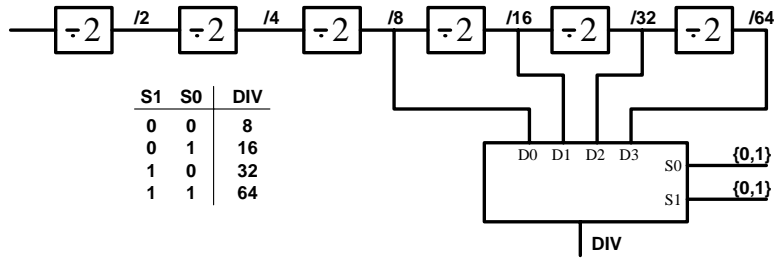 /2 /4 /8 /16 /32 /64
÷2 ÷2 ÷2 ÷2 ÷2 ÷2
S1 S0 DIV
0 0 8
0 1 16
1 0 32
1 1 64
D0 D1 D2 D3
S0 {0,1}
S1 {0,1}
DIV